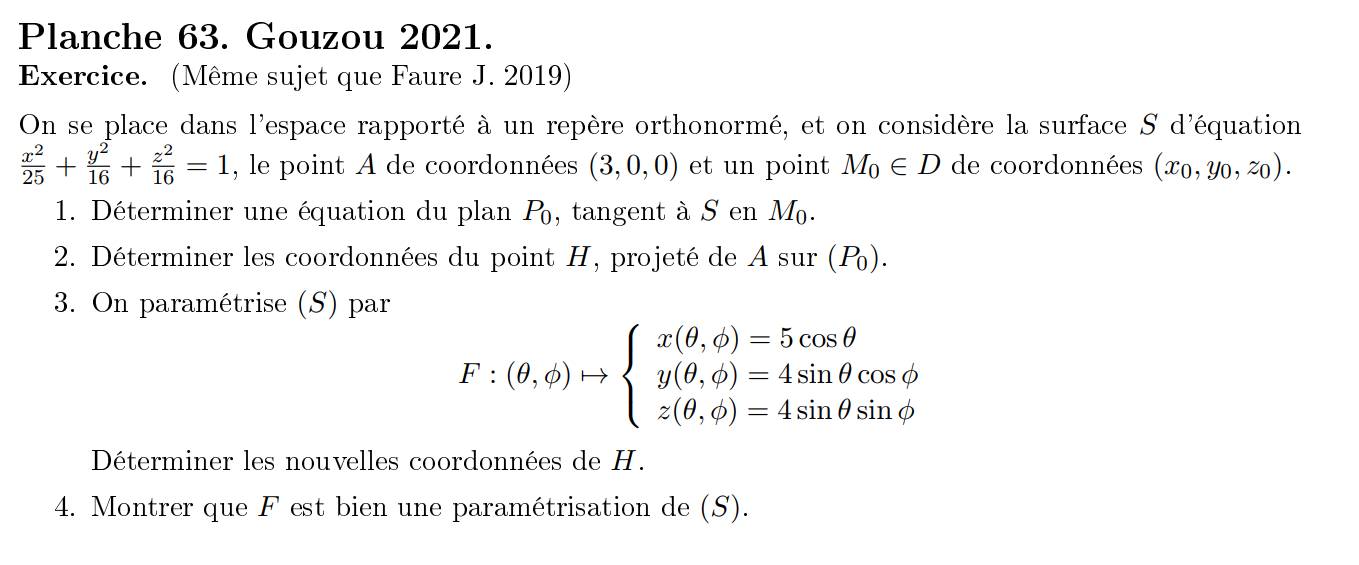 Planche 63. Gouzou 2021.
Exercice. (Même sujet que Faure J. 2019)
On se place dans l'espace rapporté à un repère orthonormé, et on considère la surface $S$ d'équation
$\frac{x^2}{25} + \frac{y^2}{16} + \frac{z^2}{16} = 1$, le point $A$ de coordonnées $(3, 0, 0)$ et un point $M_0 \in D$ de coordonnées $(x_0, y_0, z_0)$.
1. Déterminer une équation du plan $P_0$, tangent à $S$ en $M_0$.
2. Déterminer les coordonnées du point $H$, projeté de $A$ sur $(P_0)$.
3. On paramétrise $(S)$ par
$F : (\theta, \phi) \mapsto \begin{cases} x(\theta, \phi) = 5 \cos \theta \\ y(\theta, \phi) = 4 \sin \theta \cos \phi \\ z(\theta, \phi) = 4 \sin \theta \sin \phi \end{cases}$
Déterminer les nouvelles coordonnées de $H$.
4. Montrer que $F$ est bien une paramétrisation de $(S)$.